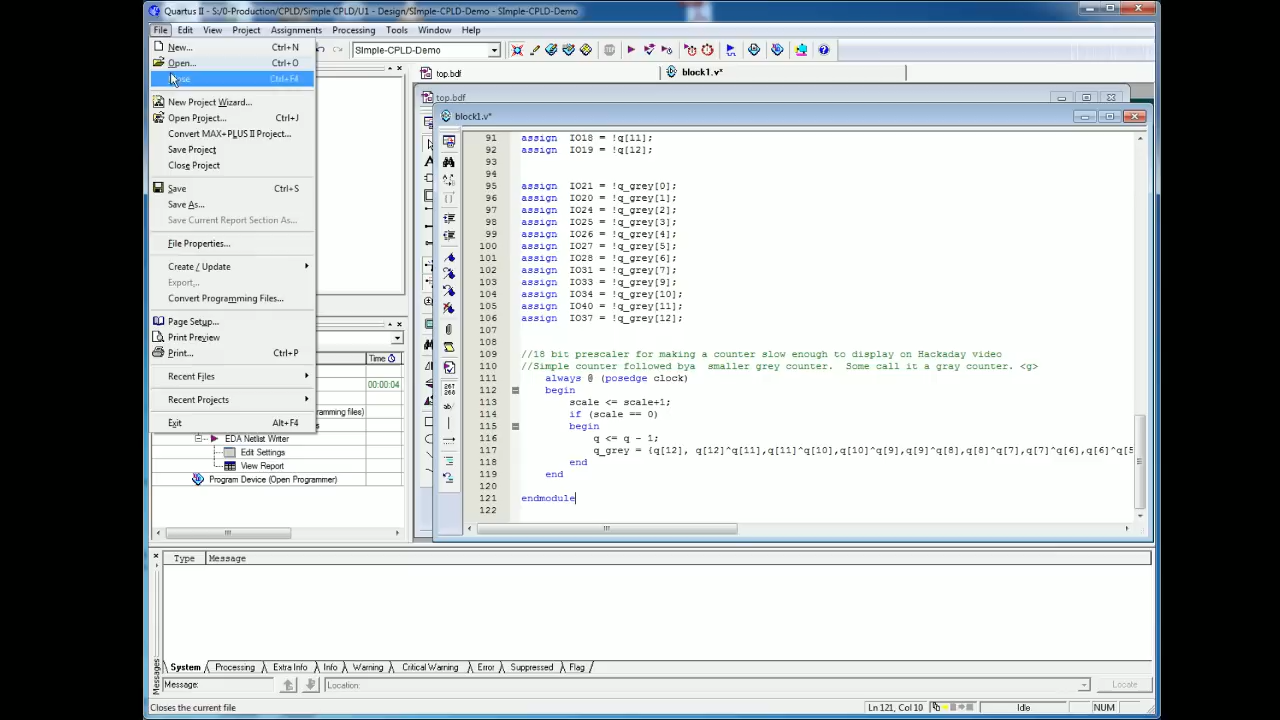 Quartus II - S:/0-Production/CPLD/Simple CPLD/U1 - Design/SImple-CPLD-Demo - SImple-CPLD-Demo
File Edit View Project Assignments Processing Tools Window Help
SImple-CPLD-Demo
New... Ctrl+N
Open... Ctrl+O
Ctrl+F4
New Project Wizard...
Open Project... Ctrl+J
Convert MAX+PLUS II Project...
Save Project
Close Project
Save Ctrl+S
Save As...
Save Current Report Section As...
File Properties...
Create / Update
Export...
Convert Programming Files...
Page Setup...
Print Preview
Print... Ctrl+P
Recent Files
Recent Projects
Exit Alt+F4
Time
00:00:04
EDA Netlist Writer
Edit Settings
View Report
Program Device (Open Programmer)
top.bdf
block1.v*
top.bdf
block1.v*
91 assign IO18 = !q[11];
92 assign IO19 = !q[12];
93
94
95 assign IO21 = !q_grey[0];
96 assign IO20 = !q_grey[1];
97 assign IO24 = !q_grey[2];
98 assign IO25 = !q_grey[3];
99 assign IO26 = !q_grey[4];
100 assign IO27 = !q_grey[5];
101 assign IO28 = !q_grey[6];
102 assign IO31 = !q_grey[7];
103 assign IO33 = !q_grey[9];
104 assign IO34 = !q_grey[10];
105 assign IO40 = !q_grey[11];
106 assign IO37 = !q_grey[12];
107
108
109 //18 bit prescaler for making a counter slow enough to display on Hackaday video
110 //Simple counter followed bya  smaller grey counter.  Some call it a gray counter. <g>
111 always @ (posedge clock)
112 begin
113 scale <= scale+1;
114 if (scale == 0)
115 begin
116 q <= q - 1;
117 q_grey = {q[12], q[12]^q[11],q[11]^q[10],q[10]^q[9],q[9]^q[8],q[8]^q[7],q[7]^q[6],q[6]^q[5
118 end
119 end
120
121 endmodule
122
Type Message
System Processing Extra Info Info Warning Critical Warning Error Suppressed Flag
Messages
Message: Location: Locate
Closes the current file Ln 121, Col 10 Idle NUM